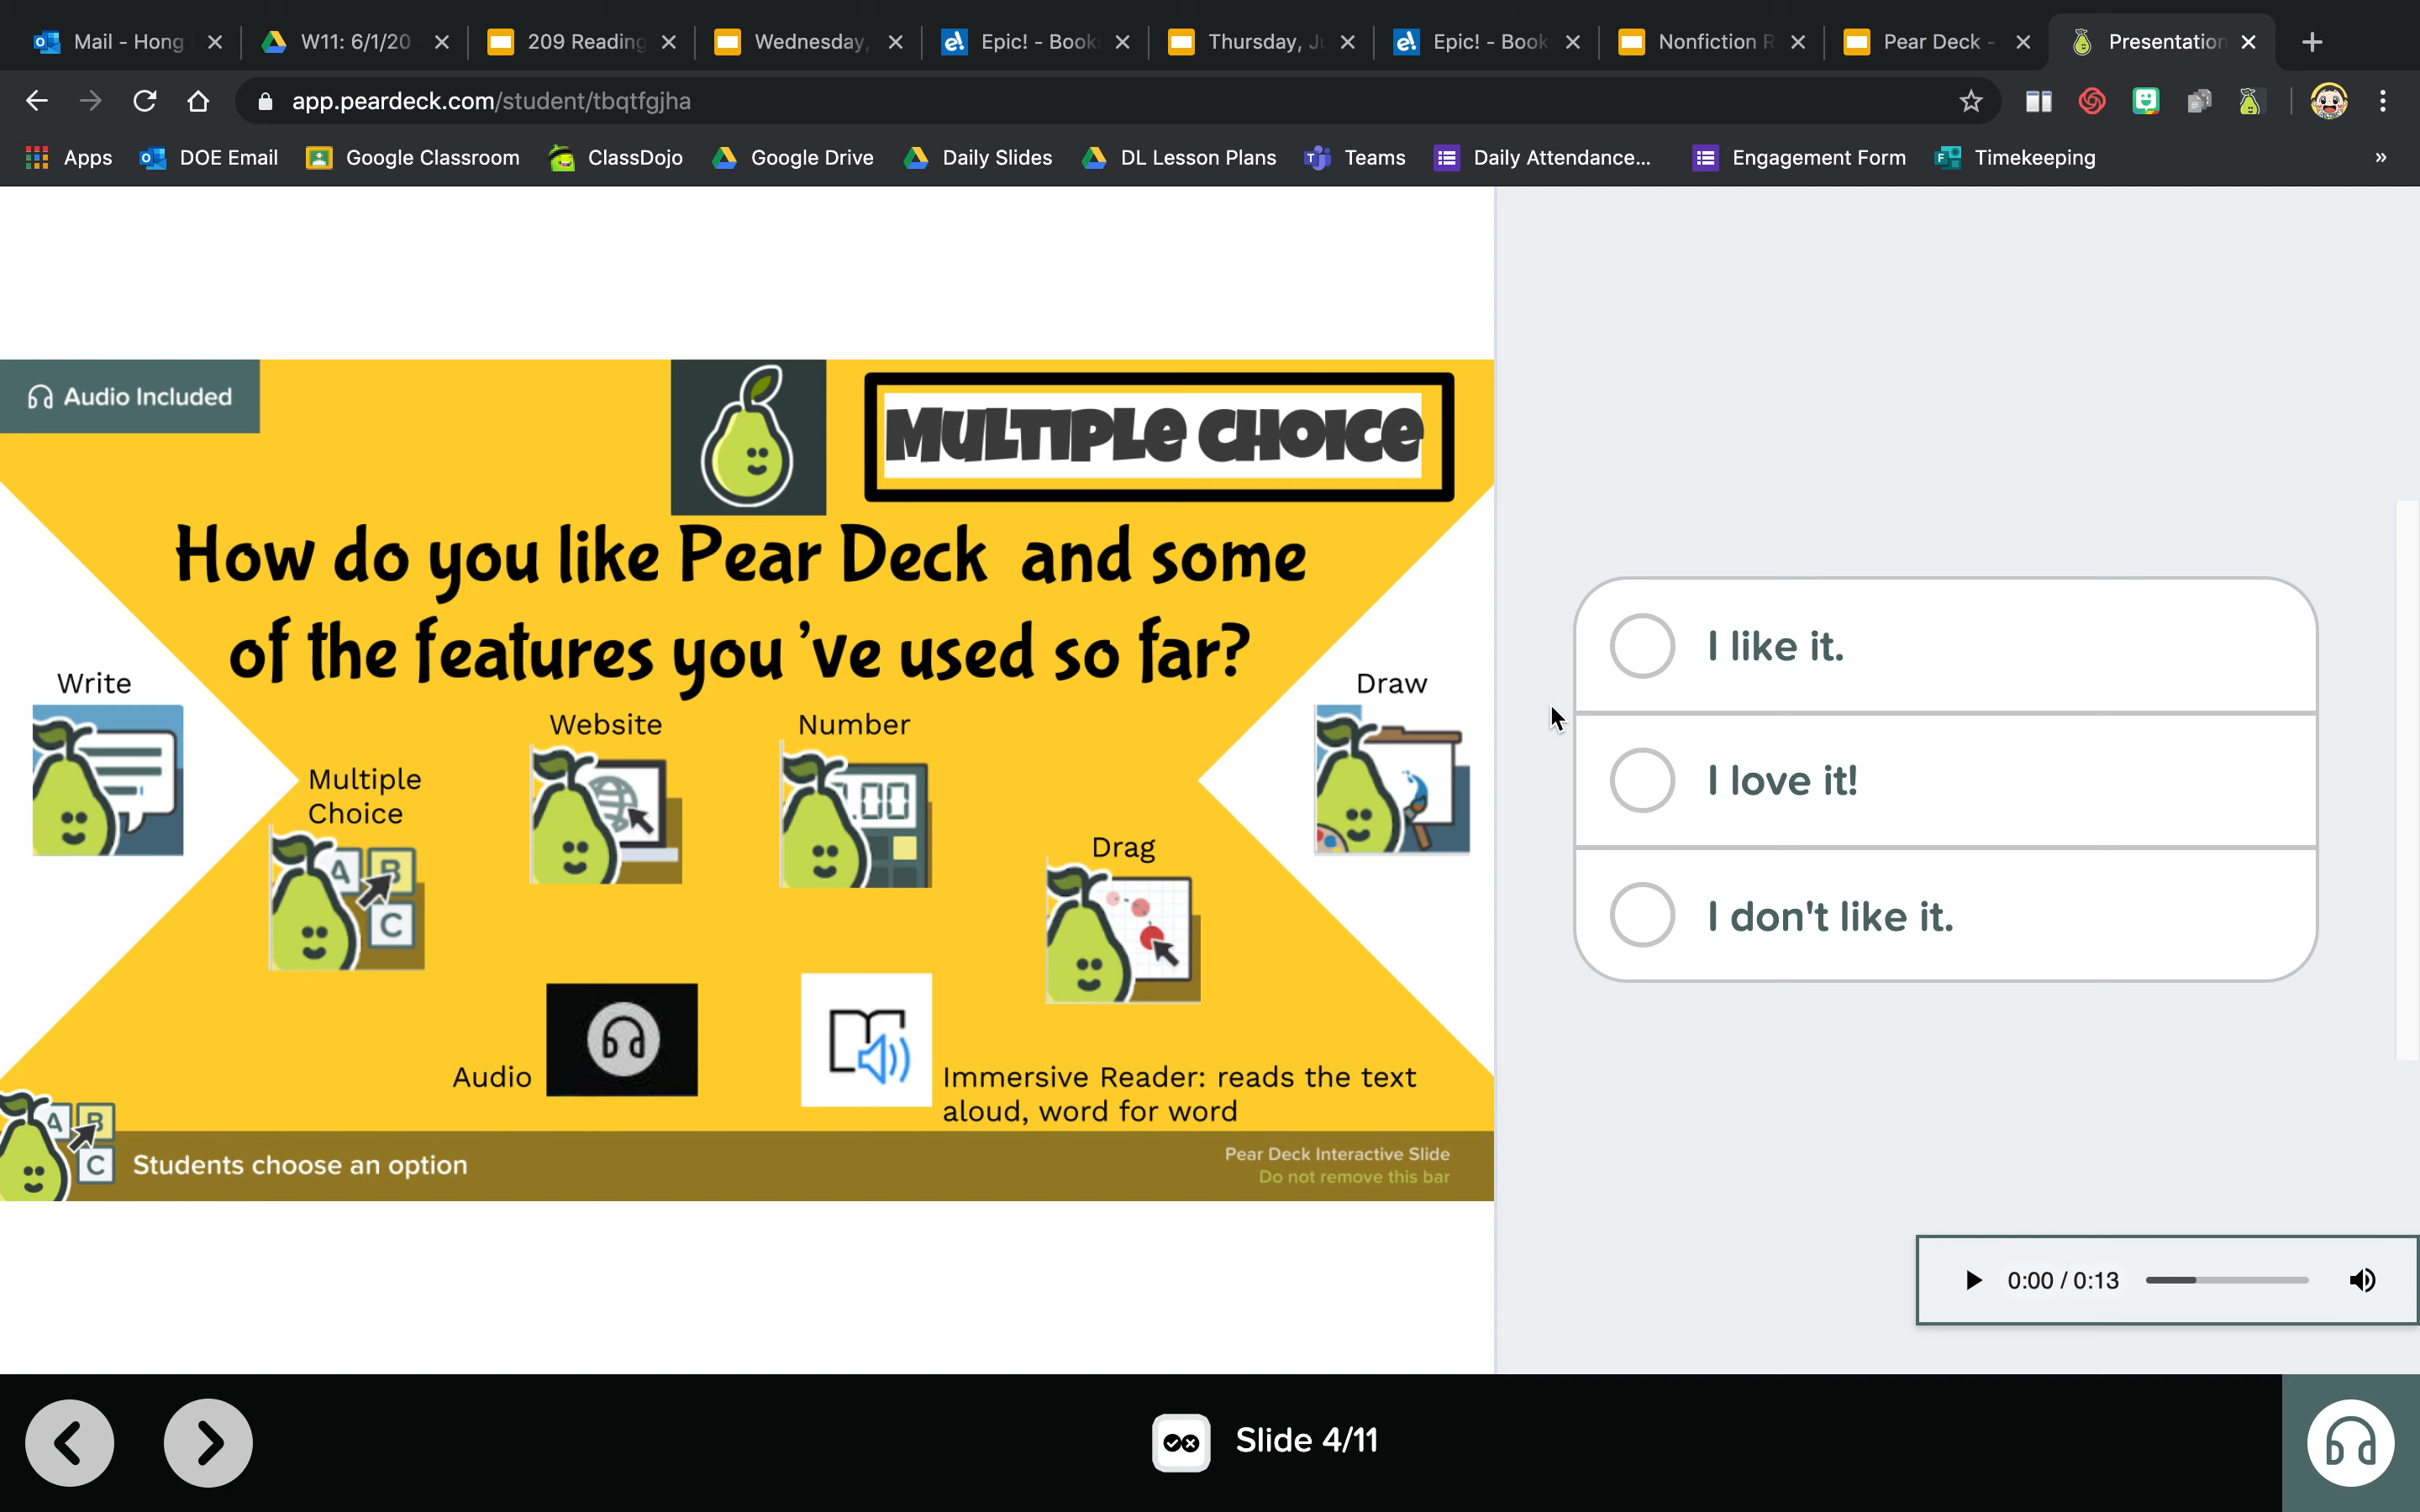 Mail - Hong
W11: 6/1/20
209 Reading
Wednesday,
Epic! - Book
Thursday, J
Epic! - Book
Nonfiction R
Pear Deck -
Presentation
app.peardeck.com/student/tbqtfgjha
Apps
DOE Email
Google Classroom
ClassDojo
Google Drive
Daily Slides
DL Lesson Plans
Teams
Daily Attendance...
Engagement Form
Timekeeping
»
Audio Included
MULTIPLE CHOICE
How do you like Pear Deck and some
of the features you 've used so far?
Write
Multiple
Choice
A B
C
Website
Number
.00
Drag
Draw
Audio
Immersive Reader: reads the text
aloud, word for word
A B
C
Students choose an option
Pear Deck Interactive Slide
Do not remove this bar
I like it.
I love it!
I don't like it.
0:00 / 0:13
Slide 4/11